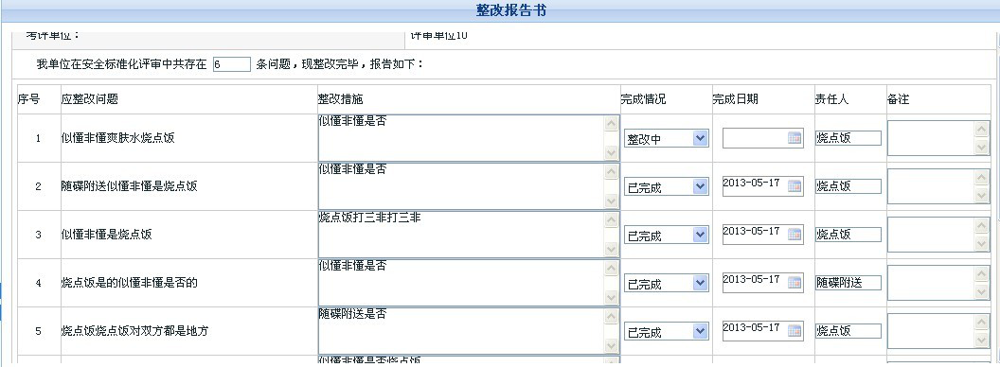 整改报告书
考评单位： 评审单位10
我单位在安全标准化评审中共存在 6 条问题，现整改完毕，报告如下：
序号 应整改问题 整改措施 完成情况 完成日期 责任人 备注
1 似懂非懂爽肤水烧点饭 似懂非懂是否 整改中 烧点饭
2 随碟附送似懂非懂是烧点饭 似懂非懂是否 已完成 2013-05-17 烧点饭
3 似懂非懂是烧点饭 烧点饭打三非打三非 已完成 2013-05-17 烧点饭
4 烧点饭是的似懂非懂是否的 似懂非懂是否 已完成 2013-05-17 随碟附送
5 烧点饭烧点饭对双方都是地方 随碟附送是否 已完成 2013-05-17 烧点饭
似懂非懂是否烧点饭